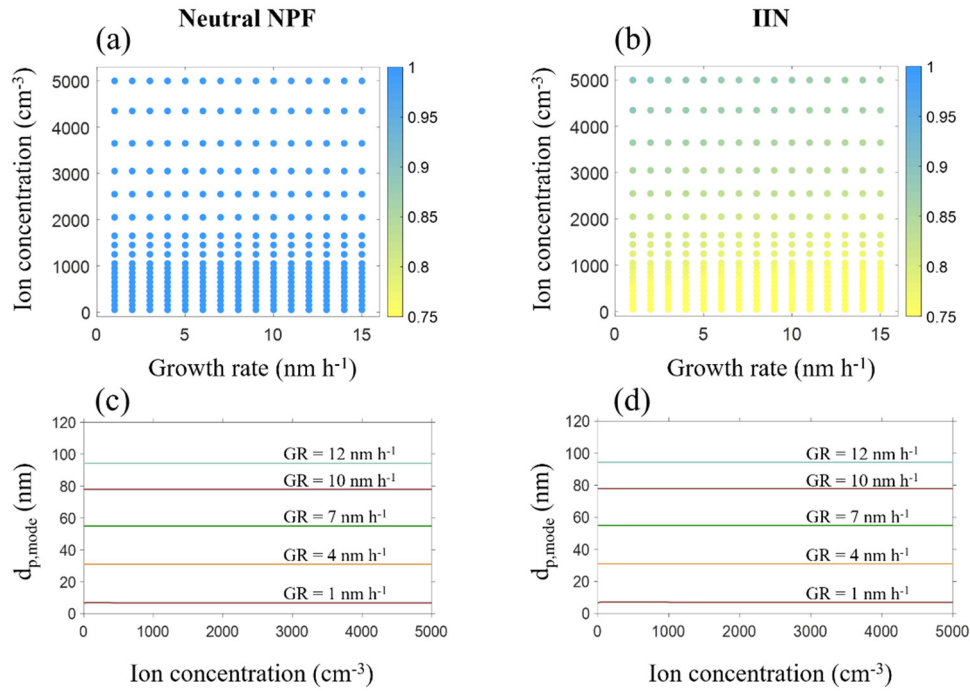 Neutral NPF
IIN
(a)
(b)
Ion concentration (cm-3)
5000
4000
3000
2000
1000
0
0
5
10
15
Growth rate (nm h-1)
1
0.95
0.9
0.85
0.8
0.75
Ion concentration (cm-3)
5000
4000
3000
2000
1000
0
0
5
10
15
Growth rate (nm h-1)
1
0.95
0.9
0.85
0.8
0.75
(c)
(d)
dp,mode (nm)
120
100
80
60
40
20
0
GR = 12 nm h-1
GR = 10 nm h-1
GR = 7 nm h-1
GR = 4 nm h-1
GR = 1 nm h-1
0
1000
2000
3000
4000
5000
Ion concentration (cm-3)
dp,mode (nm)
120
100
80
60
40
20
0
GR = 12 nm h-1
GR = 10 nm h-1
GR = 7 nm h-1
GR = 4 nm h-1
GR = 1 nm h-1
0
1000
2000
3000
4000
5000
Ion concentration (cm-3)